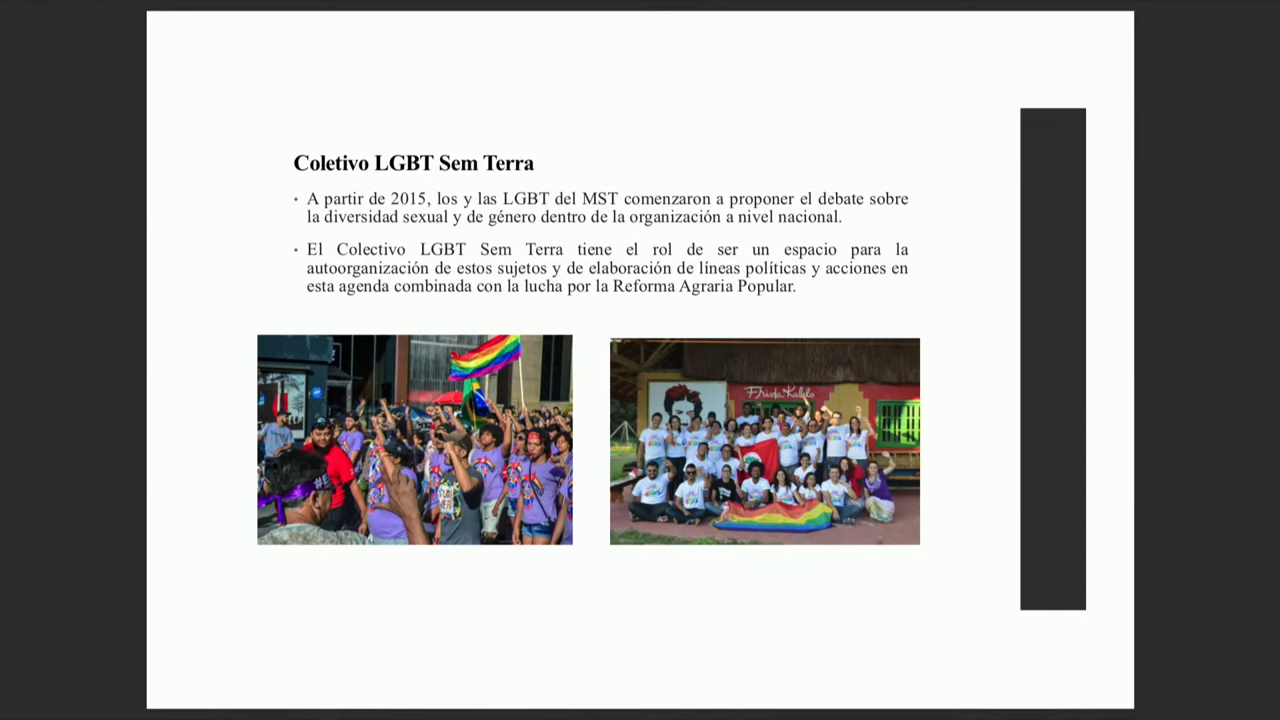 Coletivo LGBT Sem Terra
• A partir de 2015, los y las LGBT del MST comenzaron a proponer el debate sobre
la diversidad sexual y de género dentro de la organización a nivel nacional.
• El Colectivo LGBT Sem Terra tiene el rol de ser un espacio para la
autoorganización de estos sujetos y de elaboración de líneas políticas y acciones en
esta agenda combinada con la lucha por la Reforma Agraria Popular.
Frida Kahlo